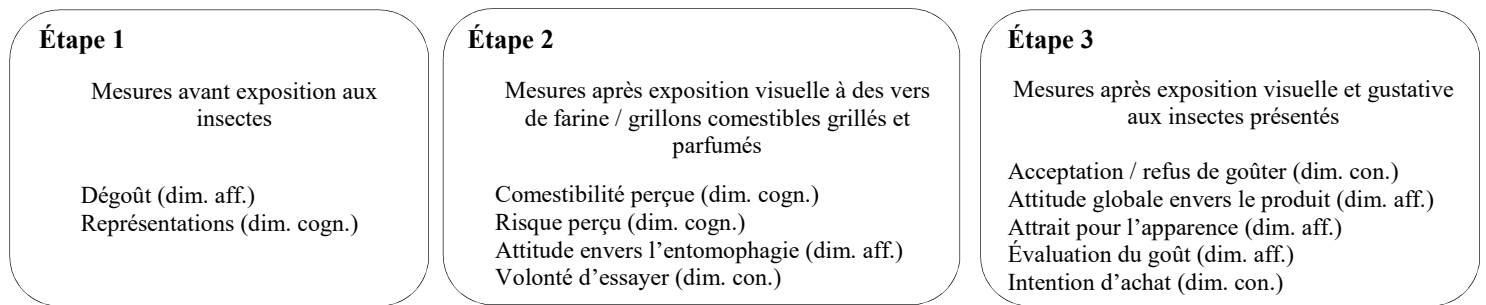 Étape 1
Mesures avant exposition aux
insectes
Dégoût (dim. aff.)
Représentations (dim. cogn.)
Étape 2
Mesures après exposition visuelle à des vers
de farine / grillons comestibles grillés et
parfumés
Comestibilité perçue (dim. cogn.)
Risque perçu (dim. cogn.)
Attitude envers l’entomophagie (dim. aff.)
Volonté d’essayer (dim. con.)
Étape 3
Mesures après exposition visuelle et gustative
aux insectes présentés
Acceptation / refus de goûter (dim. con.)
Attitude globale envers le produit (dim. aff.)
Attrait pour l’apparence (dim. aff.)
Évaluation du goût (dim. aff.)
Intention d’achat (dim. con.)